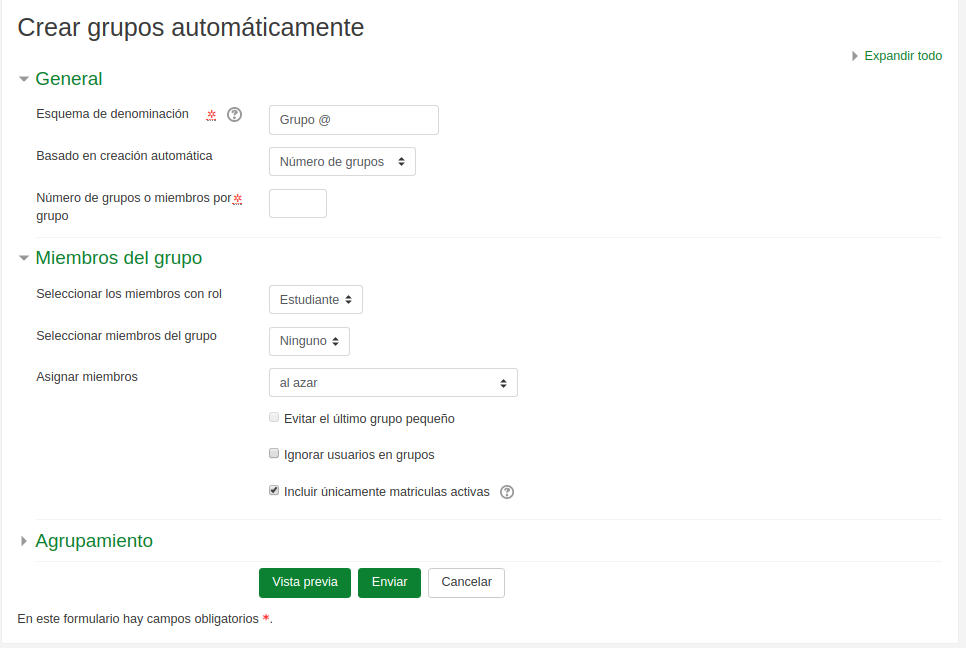 Crear grupos automáticamente
Expandir todo
General
Esquema de denominación
Grupo @
Basado en creación automática
Número de grupos
Número de grupos o miembros por
grupo
Miembros del grupo
Seleccionar los miembros con rol
Estudiante
Seleccionar miembros del grupo
Ninguno
Asignar miembros
al azar
Evitar el último grupo pequeño
Ignorar usuarios en grupos
Incluir únicamente matriculas activas
Agrupamiento
Vista previa
Enviar
Cancelar
En este formulario hay campos obligatorios *.